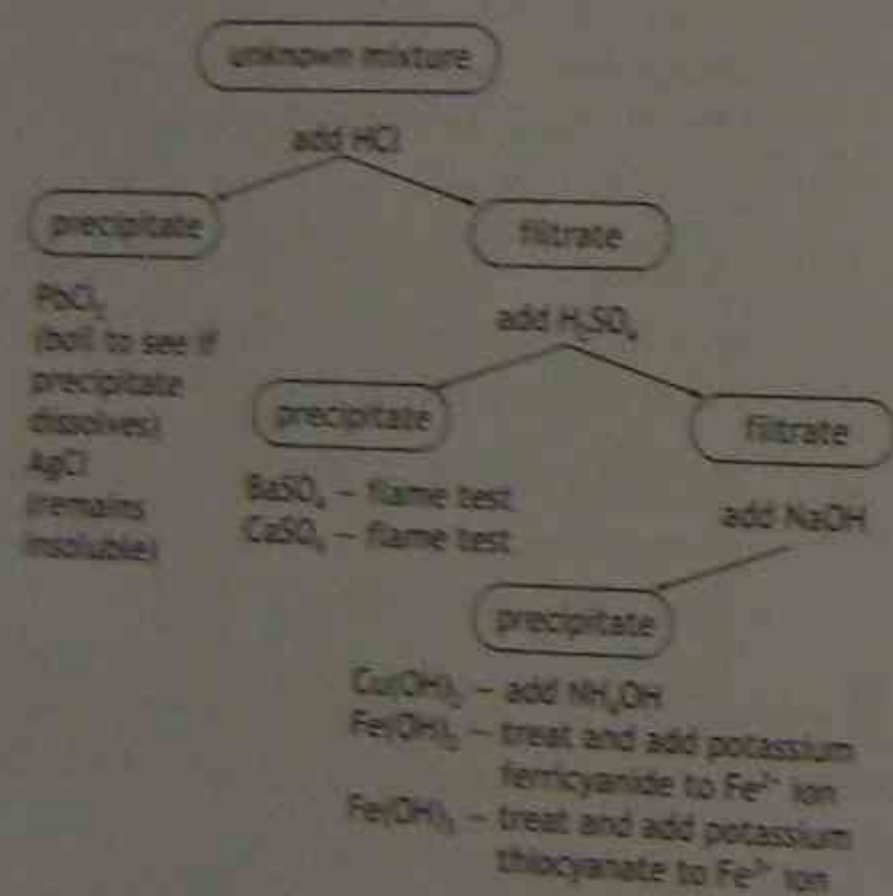 unknown mixture
add HCl
precipitate
filtrate
PbCl₂
(boil to see if
precipitate
dissolves)
AgCl
(remains
insoluble)
add H₂SO₄
precipitate
filtrate
BaSO₄ – flame test
CaSO₄ – flame test
add NaOH
precipitate
Cu(OH)₂ – add NH₄OH
Fe(OH)₂ – treat and add potassium
ferricyanide to Fe²⁺ ion
Fe(OH)₃ – treat and add potassium
thiocyanate to Fe³⁺ ion